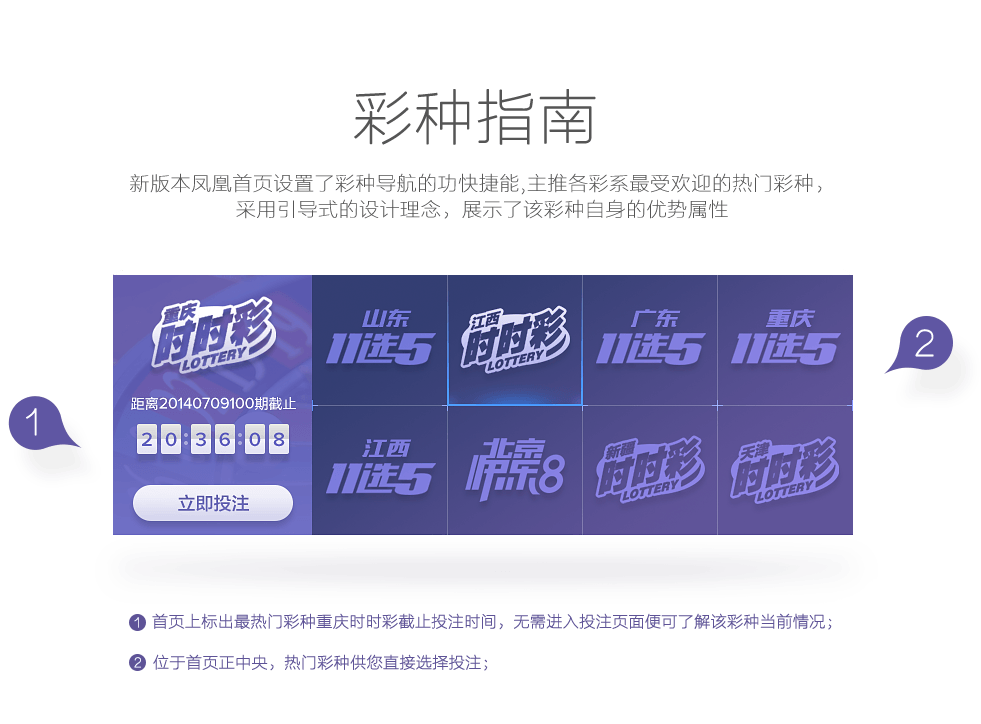 彩种指南
新版本凤凰首页设置了彩种导航的功快捷能,主推各彩系最受欢迎的热门彩种，
采用引导式的设计理念，展示了该彩种自身的优势属性
重庆
时时彩
LOTTERY
距离20140709100期截止
20:36:08
立即投注
山东
11选5
江西
时时彩
LOTTERY
广东
11选5
重庆
11选5
江西
11选5
北京
快乐8
新疆
时时彩
LOTTERY
天津
时时彩
LOTTERY
1
2
1 首页上标出最热门彩种重庆时时彩截止投注时间，无需进入投注页面便可了解该彩种当前情况；
2 位于首页正中央，热门彩种供您直接选择投注；